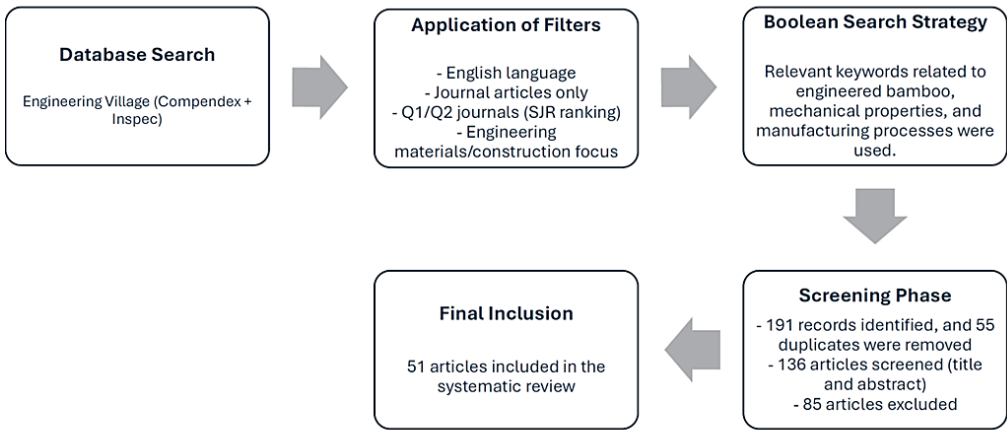 Database Search
Engineering Village (Compendex +
Inspec)
Application of Filters
- English language
- Journal articles only
- Q1/Q2 journals (SJR ranking)
- Engineering
materials/construction focus
Boolean Search Strategy
Relevant keywords related to
engineered bamboo,
mechanical properties, and
manufacturing processes were
used.
Screening Phase
- 191 records identified, and 55
duplicates were removed
- 136 articles screened (title
and abstract)
- 85 articles excluded
Final Inclusion
51 articles included in the
systematic review